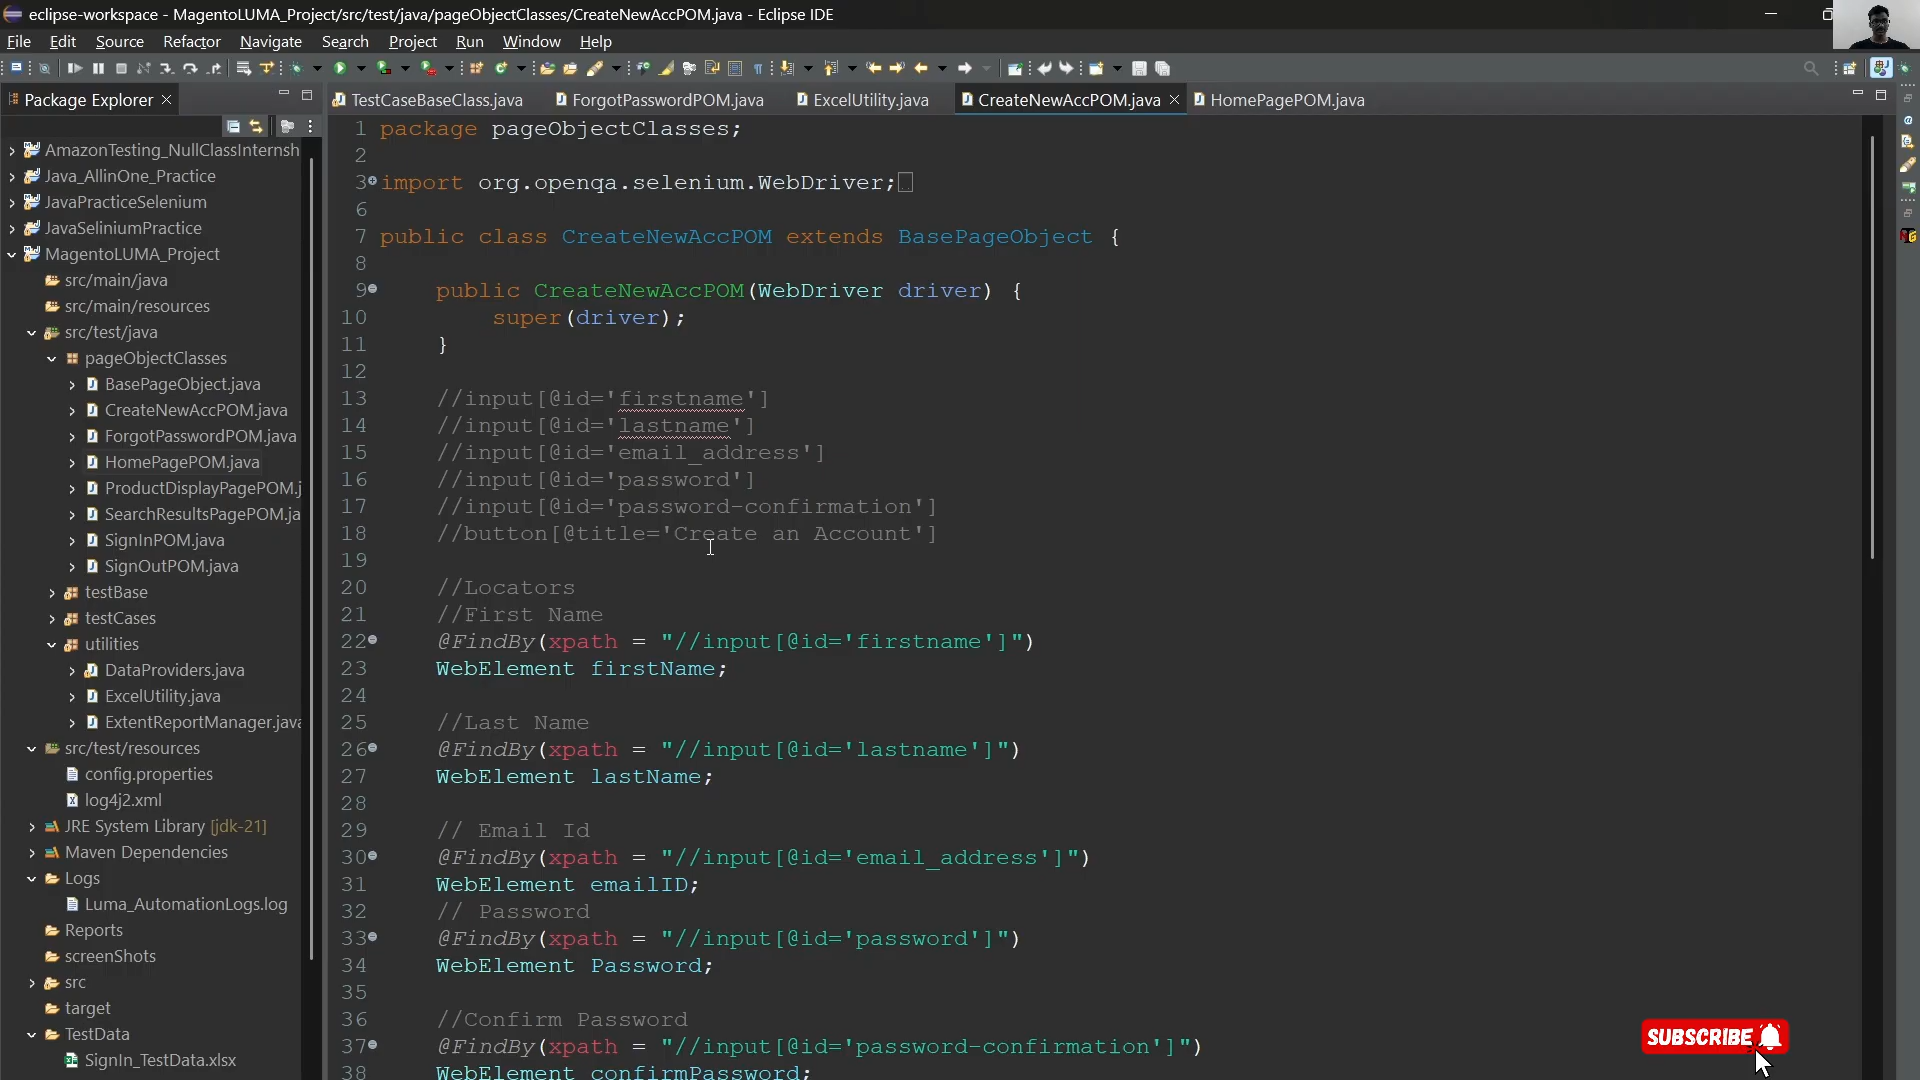 eclipse-workspace - MagentoLUMA_Project/src/test/java/pageObjectClasses/CreateNewAccPOM.java - Eclipse IDE
File Edit Source Refactor Navigate Search Project Run Window Help
Package Explorer
TestCaseBaseClass.java ForgotPasswordPOM.java ExcelUtility.java CreateNewAccPOM.java HomePagePOM.java
AmazonTesting_NullClassInternsh
Java_AllinOne_Practice
JavaPracticeSelenium
JavaSeliniumPractice
MagentoLUMA_Project
src/main/java
src/main/resources
src/test/java
pageObjectClasses
BasePageObject.java
CreateNewAccPOM.java
ForgotPasswordPOM.java
HomePagePOM.java
ProductDisplayPagePOM.j
SearchResultsPagePOM.ja
SignInPOM.java
SignOutPOM.java
testBase
testCases
utilities
DataProviders.java
ExcelUtility.java
ExtentReportManager.java
src/test/resources
config.properties
log4j2.xml
JRE System Library [jdk-21]
Maven Dependencies
Logs
Luma_AutomationLogs.log
Reports
screenShots
src
target
TestData
SignIn_TestData.xlsx
1 package pageObjectClasses;
2
3 import org.openqa.selenium.WebDriver;
6
7 public class CreateNewAccPOM extends BasePageObject {
8
9 public CreateNewAccPOM(WebDriver driver) {
10 super(driver);
11 }
12
13 //input[@id='firstname']
14 //input[@id='lastname']
15 //input[@id='email_address']
16 //input[@id='password']
17 //input[@id='password-confirmation']
18 //button[@title='Create an Account']
19
20 //Locators
21 //First Name
22 @FindBy(xpath = "//input[@id='firstname']")
23 WebElement firstName;
24
25 //Last Name
26 @FindBy(xpath = "//input[@id='lastname']")
27 WebElement lastName;
28
29 // Email Id
30 @FindBy(xpath = "//input[@id='email_address']")
31 WebElement emailID;
32 // Password
33 @FindBy(xpath = "//input[@id='password']")
34 WebElement Password;
35
36 //Confirm Password
37 @FindBy(xpath = "//input[@id='password-confirmation']")
38 WebElement confirmPassword;
SUBSCRIBE